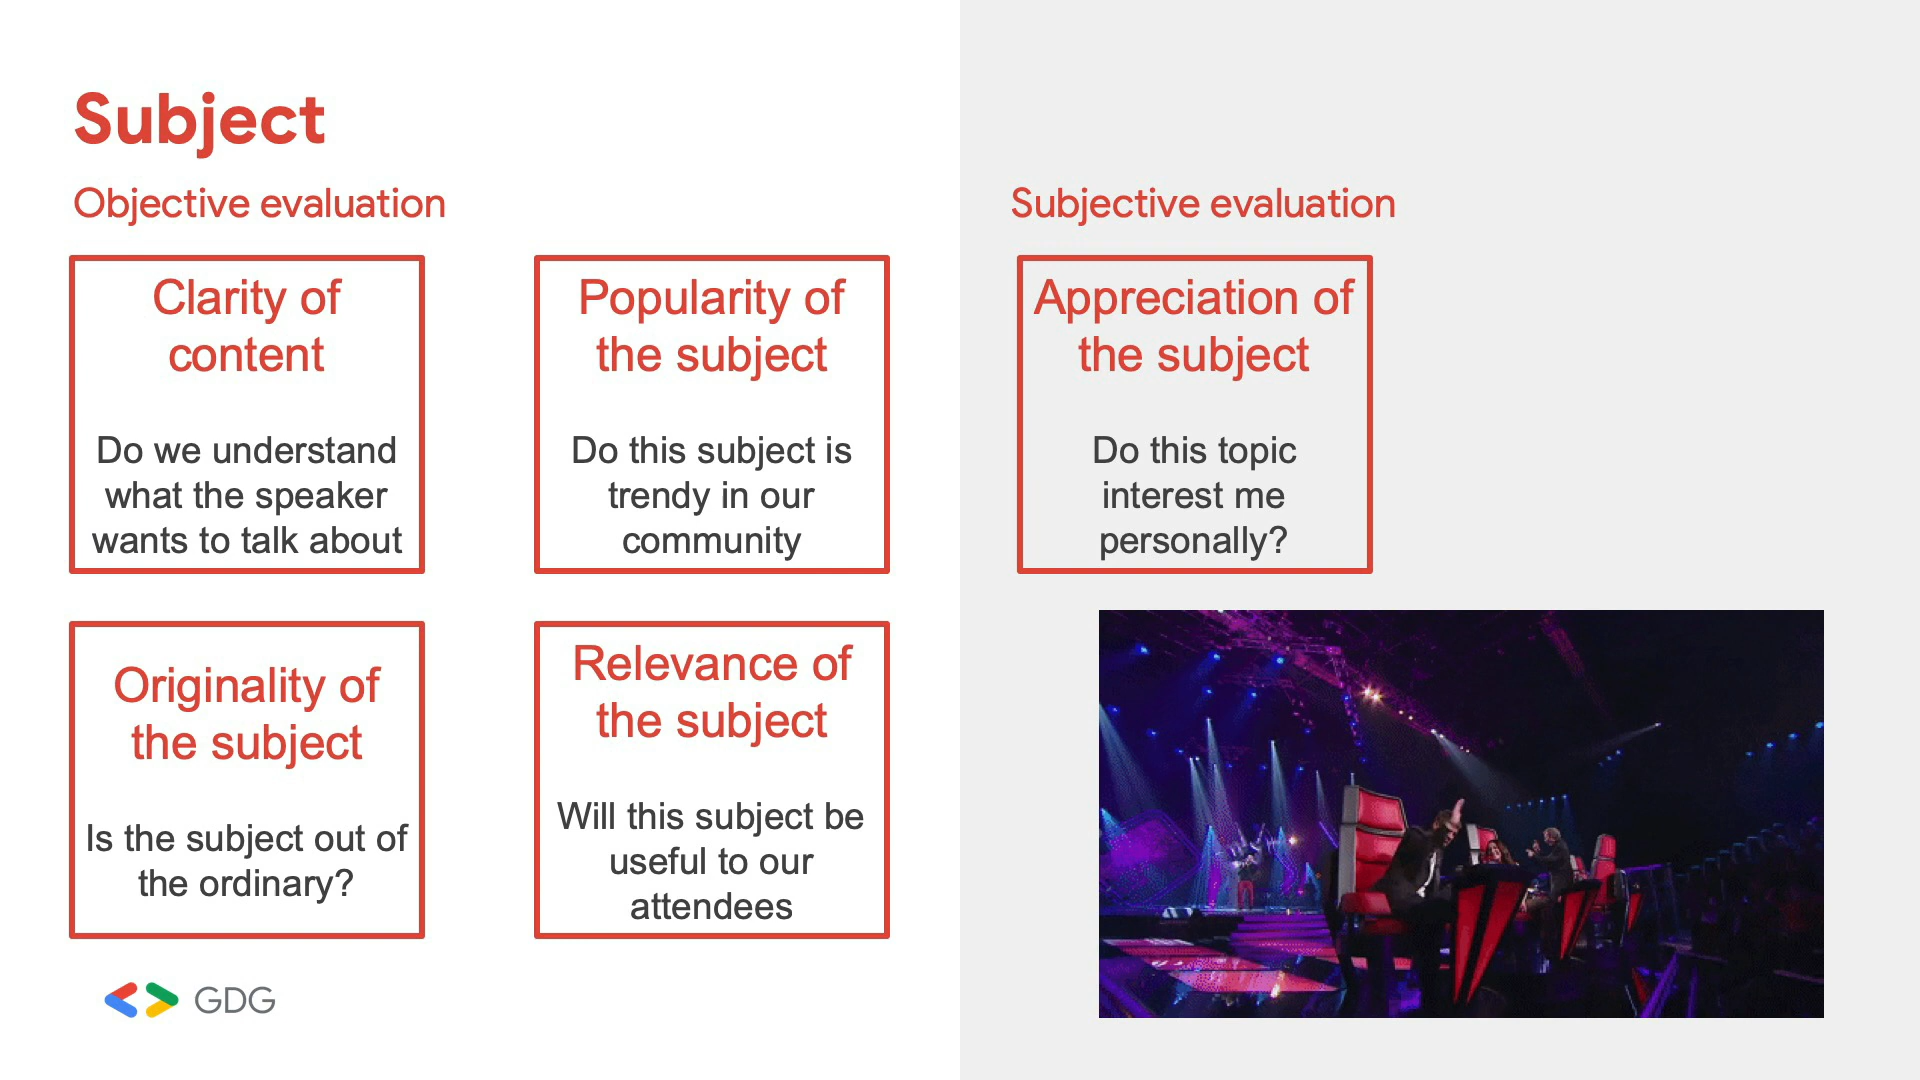 Subject
Objective evaluation
Clarity of
content
Do we understand
what the speaker
wants to talk about
Popularity of
the subject
Do this subject is
trendy in our
community
Originality of
the subject
Is the subject out of
the ordinary?
Relevance of
the subject
Will this subject be
useful to our
attendees
Subjective evaluation
Appreciation of
the subject
Do this topic
interest me
personally?
GDG